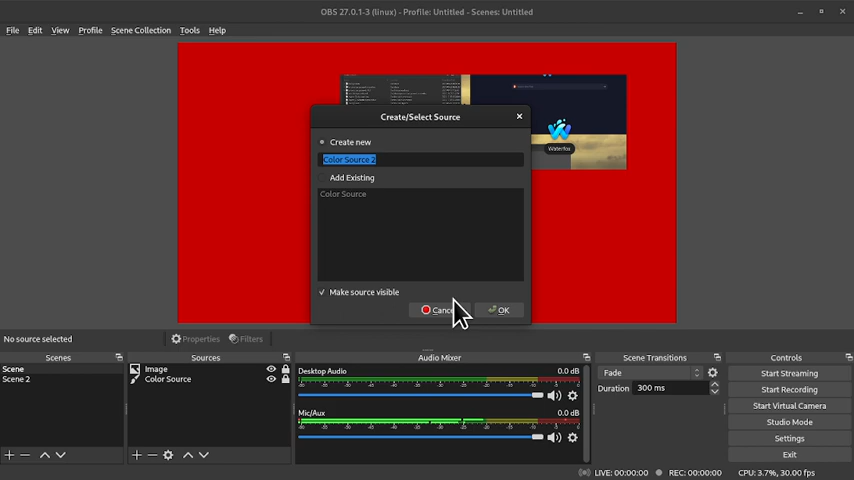 OBS 27.0.1-3 (linux) - Profile: Untitled - Scenes: Untitled
File Edit View Profile Scene Collection Tools Help
Create/Select Source
Create new
Color Source 2
Waterfox
Add Existing
Color Source
Make source visible
Cance
OK
No source selected
Properties
Filters
Scenes
Scene
Scene 2
Sources
Image
Color Source
Audio Mixer
Desktop Audio 0.0 dB
Mic/Aux 0.0 dB
Scene Transitions
Fade
Duration 300 ms
Controls
Start Streaming
Start Recording
Start Virtual Camera
Studio Mode
Settings
Exit
LIVE: 00:00:00 REC: 00:00:00 CPU: 3.7%, 30.00 fps